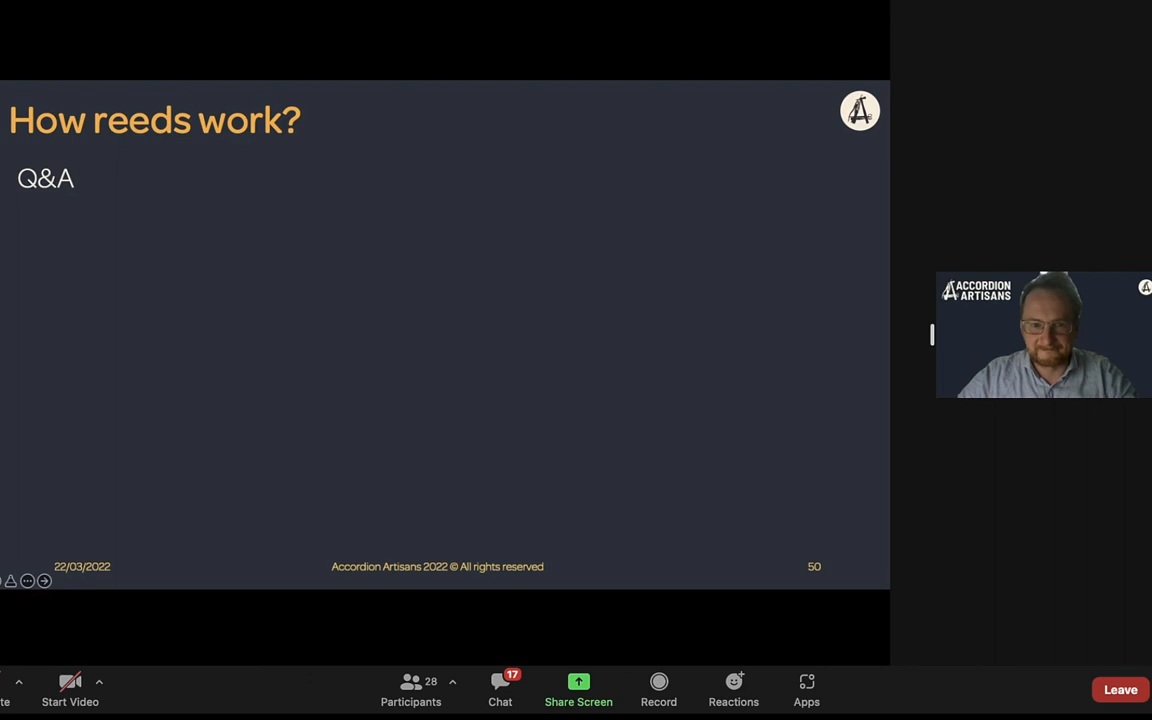 How reeds work?
Q&A
ACCORDION
ARTISANS
22/03/2022
Accordion Artisans 2022 © All rights reserved
50
te
Start Video
Participants
28
Chat
17
Share Screen
Record
Reactions
Apps
Leave